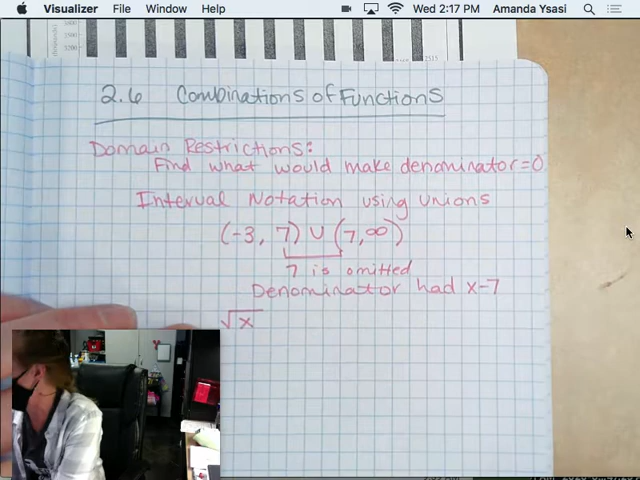 Visualizer File Window Restrictions Wed 2:17 PM Amanda Ysasi
2.6 Combinations of Functions
Domain Restrictions:
Find what would make denominator=0
Interval Notation using unions
(-3, 7) ∪ (7, ∞)
7 is omitted
Denominator had x-7
√x